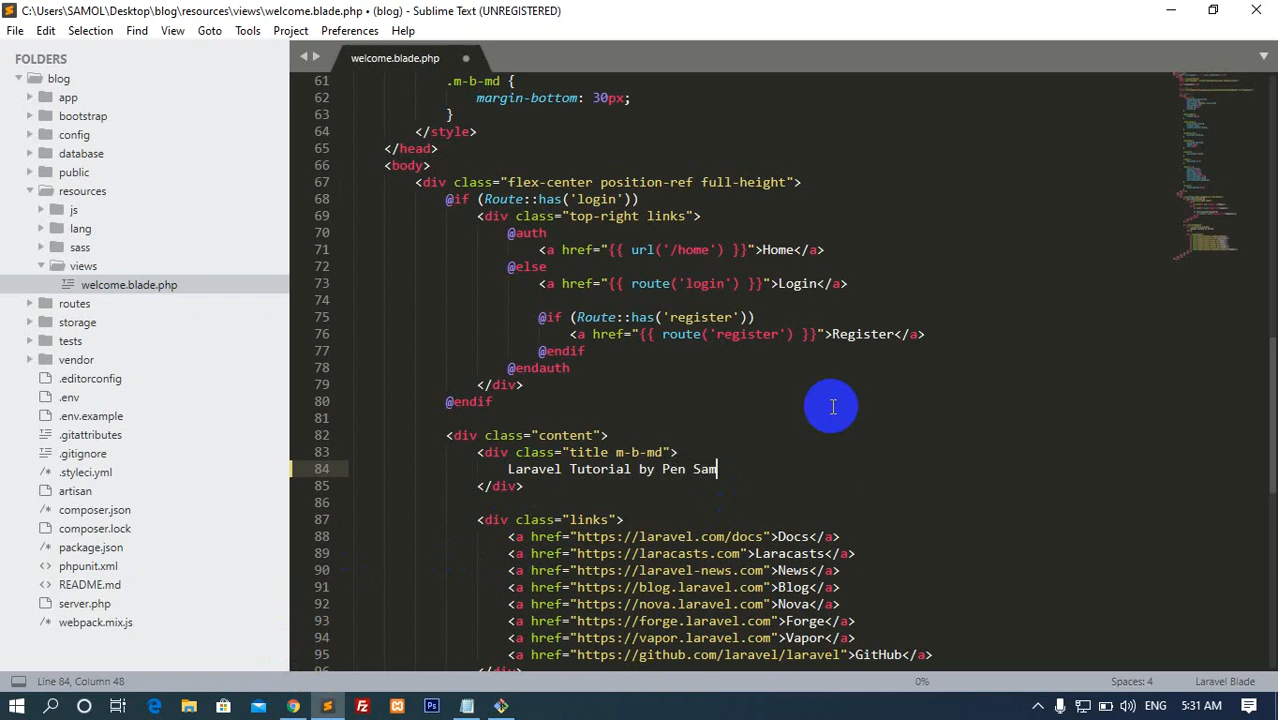 C:\Users\SAMOL\Desktop\blog\resources\views\welcome.blade.php • (blog) - Sublime Text (UNREGISTERED)
File Edit Selection Find View Goto Tools Project Preferences Help
FOLDERS
blog
app
bootstrap
config
database
public
resources
js
lang
sass
views
welcome.blade.php
routes
storage
tests
vendor
.editorconfig
.env
.env.example
.gitattributes
.gitignore
.styleci.yml
artisan
composer.json
composer.lock
package.json
phpunit.xml
README.md
server.php
webpack.mix.js
welcome.blade.php
61 .m-b-md {
62 margin-bottom: 30px;
63 }
64 </style>
65 </head>
66 <body>
67 <div class="flex-center position-ref full-height">
68 @if (Route::has('login'))
69 <div class="top-right links">
70 @auth
71 <a href="{{ url('/home') }}">Home</a>
72 @else
73 <a href="{{ route('login') }}">Login</a>
74
75 @if (Route::has('register'))
76 <a href="{{ route('register') }}">Register</a>
77 @endif
78 @endauth
79 </div>
80 @endif
81
82 <div class="content">
83 <div class="title m-b-md">
84 Laravel Tutorial by Pen Sam
85 </div>
86
87 <div class="links">
88 <a href="https://laravel.com/docs">Docs</a>
89 <a href="https://laracasts.com">Laracasts</a>
90 <a href="https://laravel-news.com">News</a>
91 <a href="https://blog.laravel.com">Blog</a>
92 <a href="https://nova.laravel.com">Nova</a>
93 <a href="https://forge.laravel.com">Forge</a>
94 <a href="https://vapor.laravel.com">Vapor</a>
95 <a href="https://github.com/laravel/laravel">GitHub</a>
96 </div>
Line 84, Column 48 0% Spaces: 4 Laravel Blade
ENG 5:31 AM